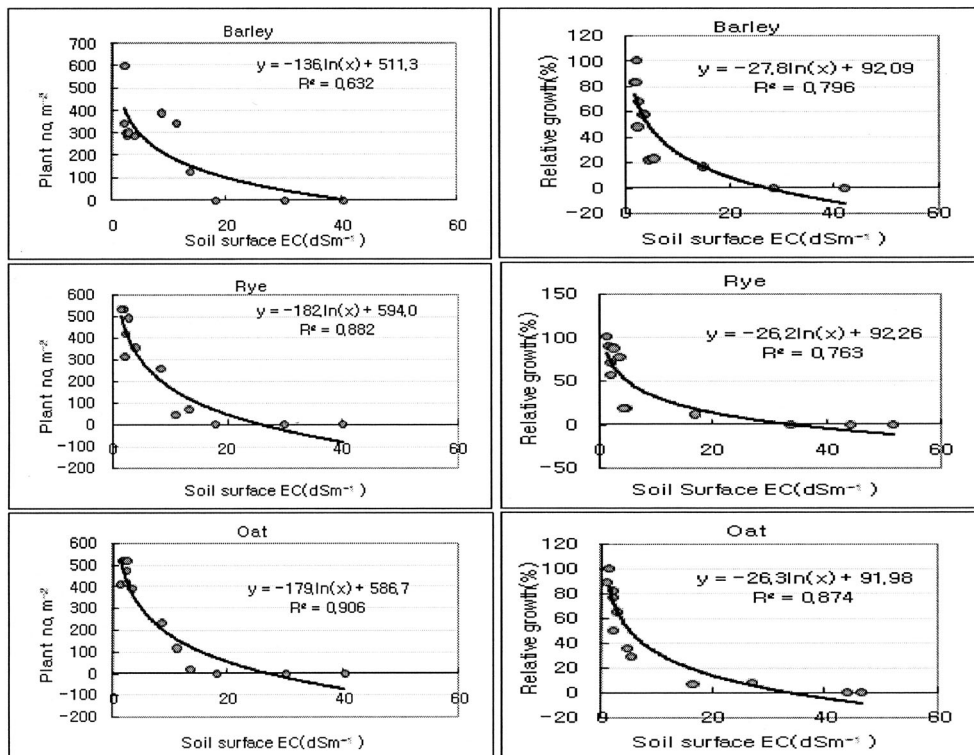 Barley
700
600
500
400
300
200
100
0
y = -136,ln(x) + 511,3
R² = 0,632
Plant no, m⁻²
0 20 40 60
Soil surface EC(dSm⁻¹)
Barley
120
100
80
60
40
20
0
-20
y = -27,8ln(x) + 92,09
R² = 0,796
Relative growth(%)
0 20 40 60
Soil surface EC(dSm⁻¹)
Rye
600
500
400
300
200
100
0
-100
-200
y = -182,ln(x) + 594,0
R² = 0,882
Plant no, m⁻²
0 20 40 60
Soil surface EC(dSm⁻¹)
Rye
150
100
50
0
-50
y = -26,2ln(x) + 92,26
R² = 0,763
Relative growth(%)
0 20 40 60
Soil surface EC(dSm⁻¹)
Oat
600
500
400
300
200
100
0
-100
-200
y = -179,ln(x) + 586,7
R² = 0,906
Plant no, m⁻²
0 20 40 60
Soil surface EC(dSm⁻¹)
Oat
120
100
80
60
40
20
0
-20
y = -26,3ln(x) + 91,98
R² = 0,874
Relative growth(%)
0 20 40 60
Soil surface EC(dSm⁻¹)